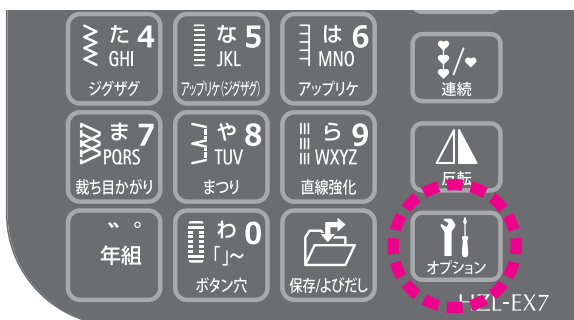 た 4
GHI
ジグザグ
な 5
JKL
アップリケ(ジグザグ)
は 6
MNO
アップリケ
連続
ま 7
PQRS
裁ち目かがり
や 8
TUV
まつり
ら 9
WXYZ
直線強化
反転
゛ ゜
年組
わ 0
「」~
ボタン穴
保存/よびだし
オプション
HZL-EX7